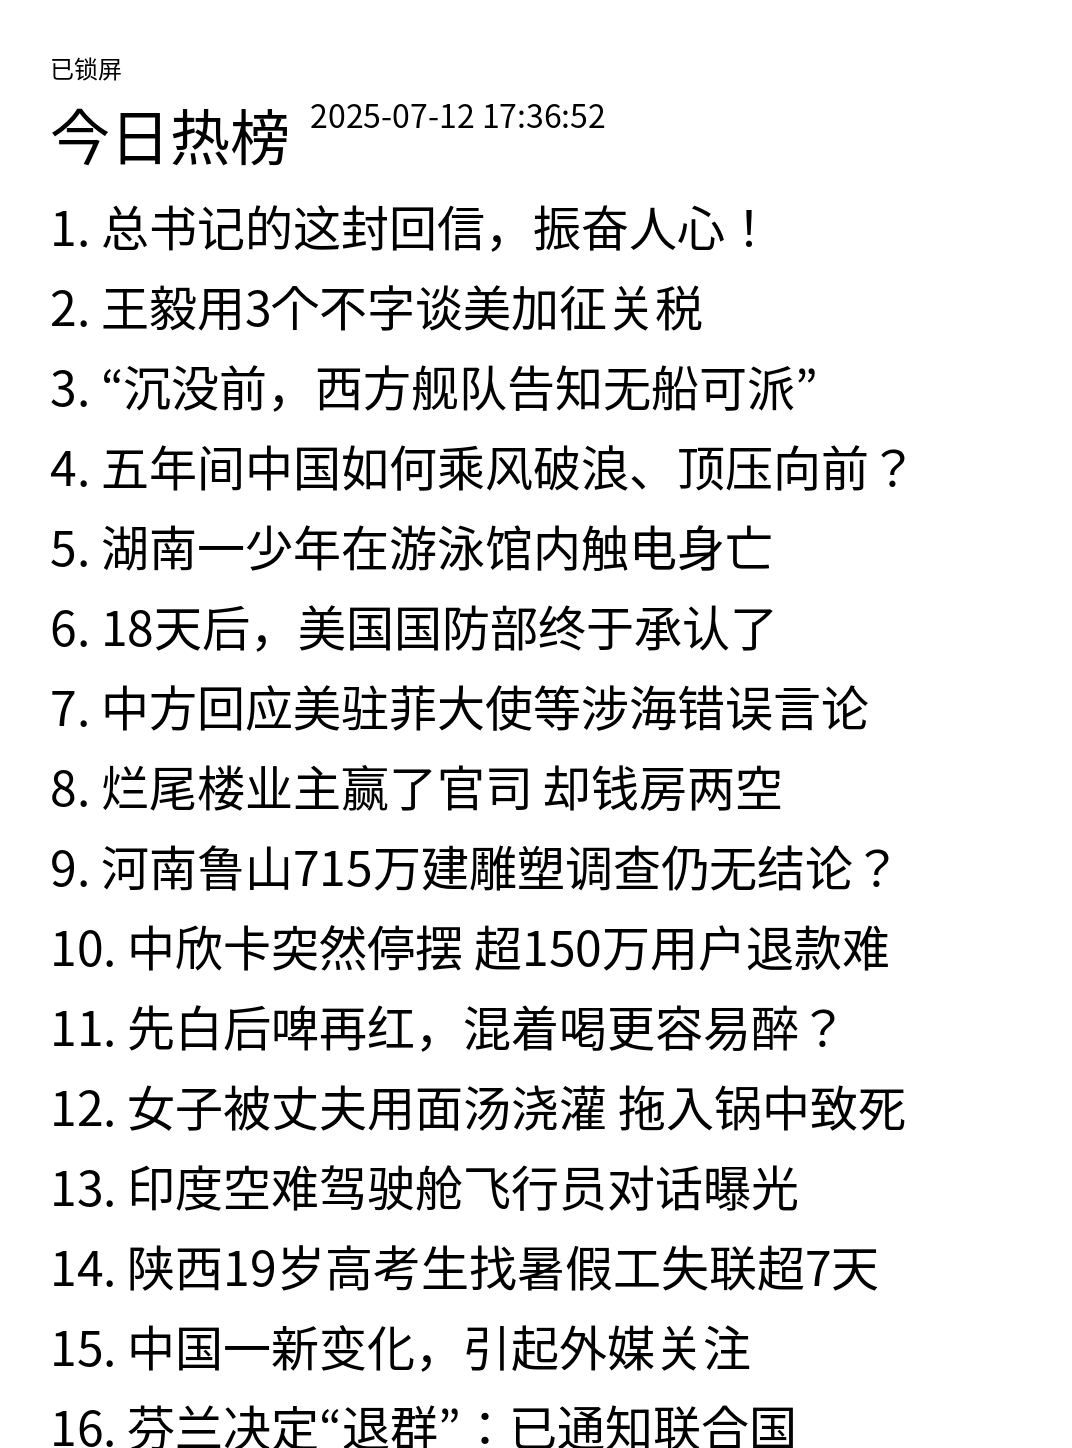 已锁屏
今日热榜 2025-07-12 17:36:52
1. 总书记的这封回信，振奋人心！
2. 王毅用3个不字谈美加征关税
3. “沉没前，西方舰队告知无船可派”
4. 五年间中国如何乘风破浪、顶压向前？
5. 湖南一少年在游泳馆内触电身亡
6. 18天后，美国国防部终于承认了
7. 中方回应美驻菲大使等涉海错误言论
8. 烂尾楼业主赢了官司 却钱房两空
9. 河南鲁山715万建雕塑调查仍无结论？
10. 中欣卡突然停摆 超150万用户退款难
11. 先白后啤再红，混着喝更容易醉？
12. 女子被丈夫用面汤浇灌 拖入锅中致死
13. 印度空难驾驶舱飞行员对话曝光
14. 陕西19岁高考生找暑假工失联超7天
15. 中国一新变化，引起外媒关注
16. 芬兰决定“退群”：已通知联合国